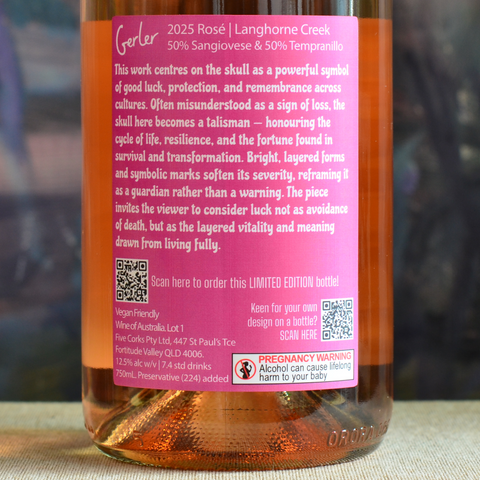 Gerler
2025 Rosé | Langhorne Creek
50% Sangiovese & 50% Tempranillo
This work centres on the skull as a powerful symbol
of good luck, protection, and remembrance across
cultures. Often misunderstood as a sign of loss, the
skull here becomes a talisman – honouring the
cycle of life, resilience, and the fortune found in
survival and transformation. Bright, layered forms
and symbolic marks soften its severity, reframing it
as a guardian rather than a warning. The piece
invites the viewer to consider luck not as avoidance
of death, but as the layered vitality and meaning
drawn from living fully.
Scan here to order this LIMITED EDITION bottle!
Vegan Friendly
Wine of Australia. Lot 1
Five Corks Pty Ltd, 447 St Paul's Tce
Fortitude Valley QLD 4006.
12.5% alc w/v | 7.4 std drinks
750mL. Preservative (224) added
Keen for your own
design on a bottle?
SCAN HERE
PREGNANCY WARNING
Alcohol can cause lifelong
harm to your baby